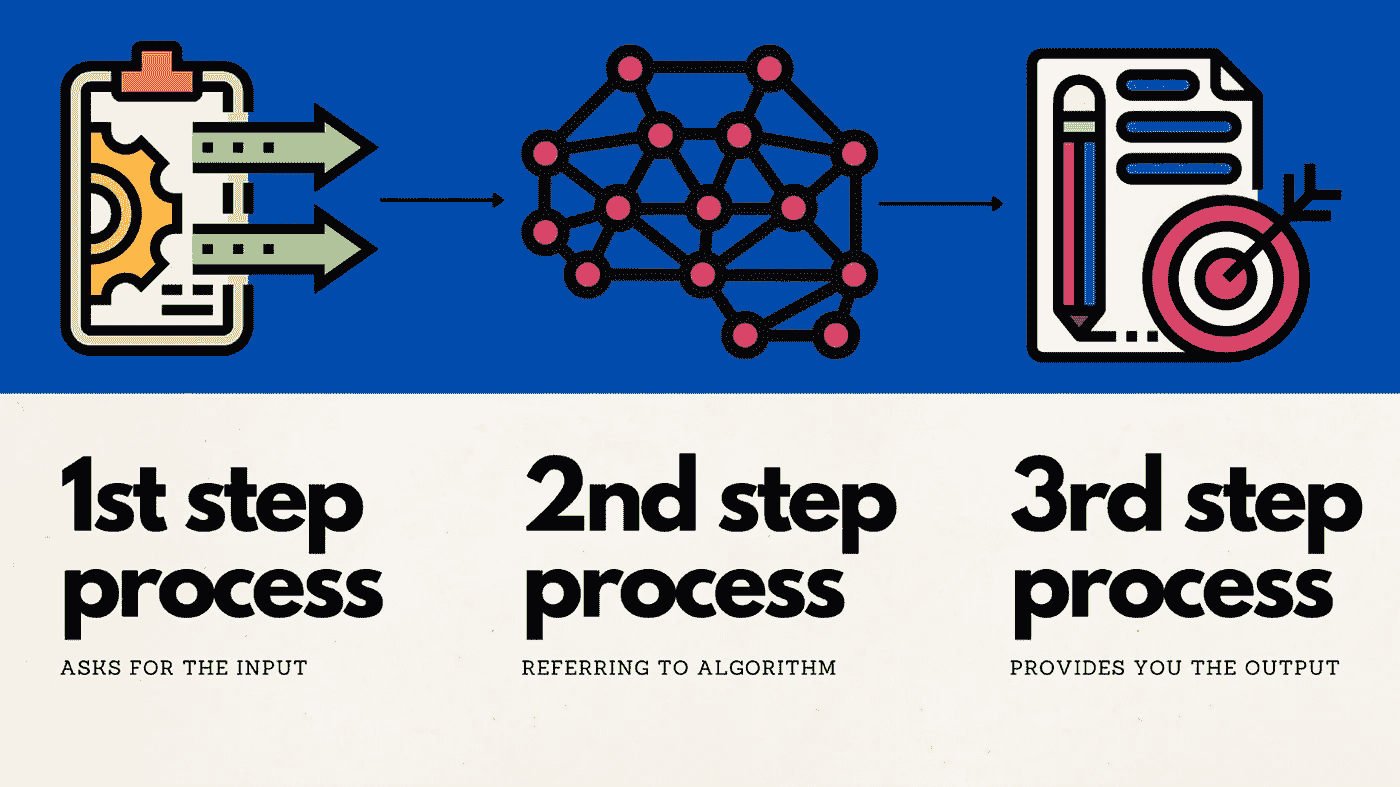 1st step
process
ASKS FOR THE INPUT
2nd step
process
REFERRING TO ALGORITHM
3rd step
process
PROVIDES YOU THE OUTPUT